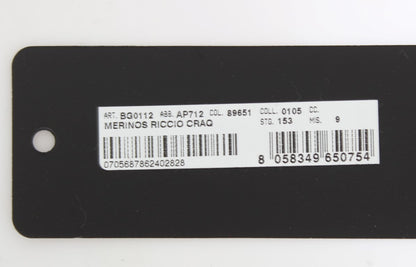 ART. BG0112 ABB. AP712 COL. 89651 COLL. 0105 CC.
MERINOS RICCIO CRAQ STG. 153 MIS. 9
0705687862402828
8 058349 650754